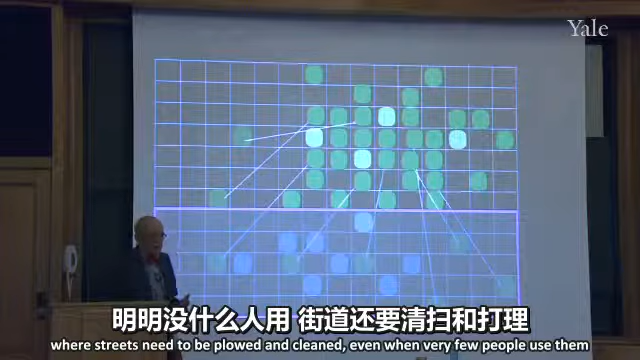 Yale
明明没什么人用 街道还要清扫和打理
where streets need to be plowed and cleaned, even when very few people use them